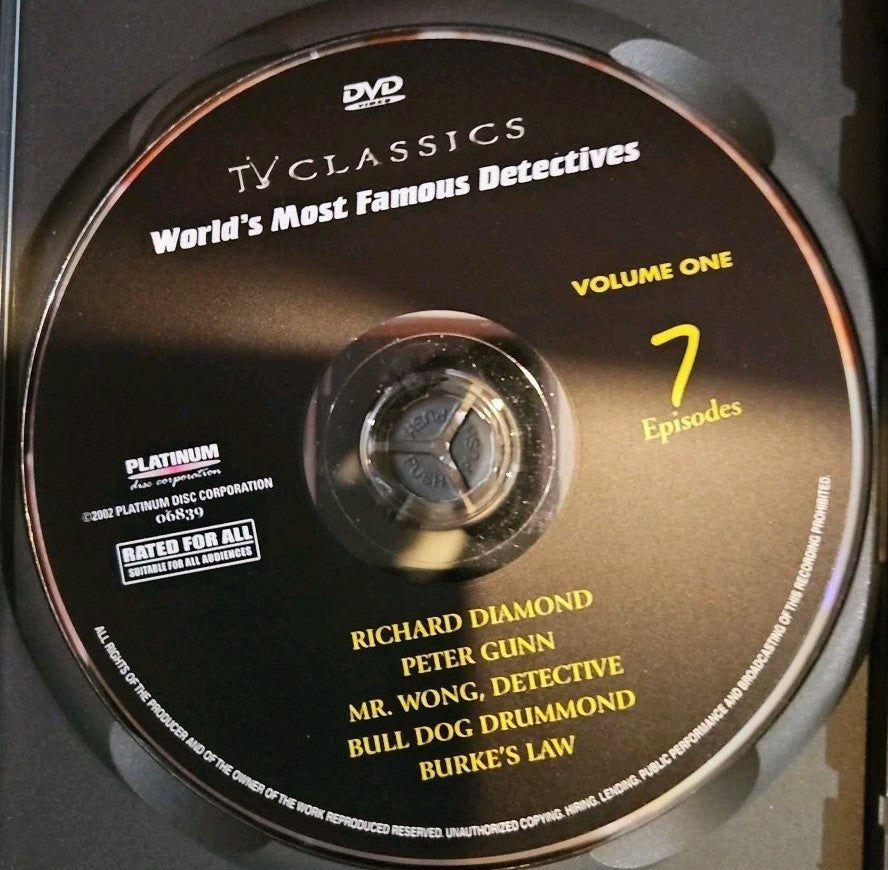 DVD
VIDEO
TV CLASSICS
World's Most Famous Detectives
VOLUME ONE
7
Episodes
PUSH
PUSH
PUSH
PLATINUM
disc corporation
©2002 PLATINUM DISC CORPORATION
06839
RATED FOR ALL
SUITABLE FOR ALL AUDIENCES
RICHARD DIAMOND
PETER GUNN
MR. WONG, DETECTIVE
BULL DOG DRUMMOND
BURKE'S LAW
ALL RIGHTS OF THE PRODUCER AND OF THE OWNER OF THE WORK REPRODUCED RESERVED. UNAUTHORIZED COPYING. HIRING. LENDING. PUBLIC PERFORMANCE AND BROADCASTING OF THIS RECORDING PROHIBITED.